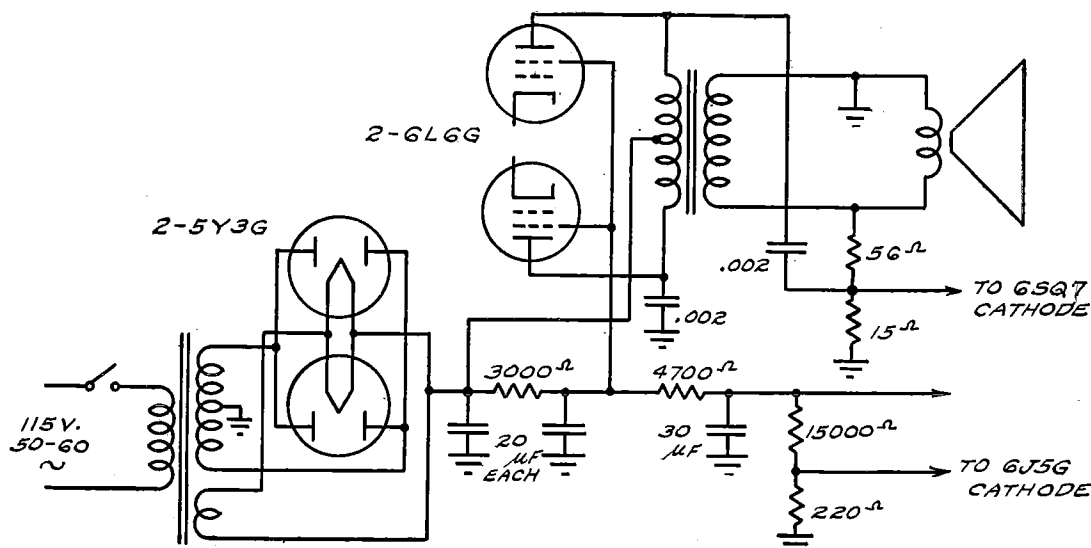 2-6L6G
2-5Y3G
.002
56Ω
TO 6SQ7
CATHODE
.002
15Ω
3000Ω
4700Ω
115V.
50-60
~
20
μF
EACH
30
μF
15000Ω
TO 6J5G
CATHODE
220Ω